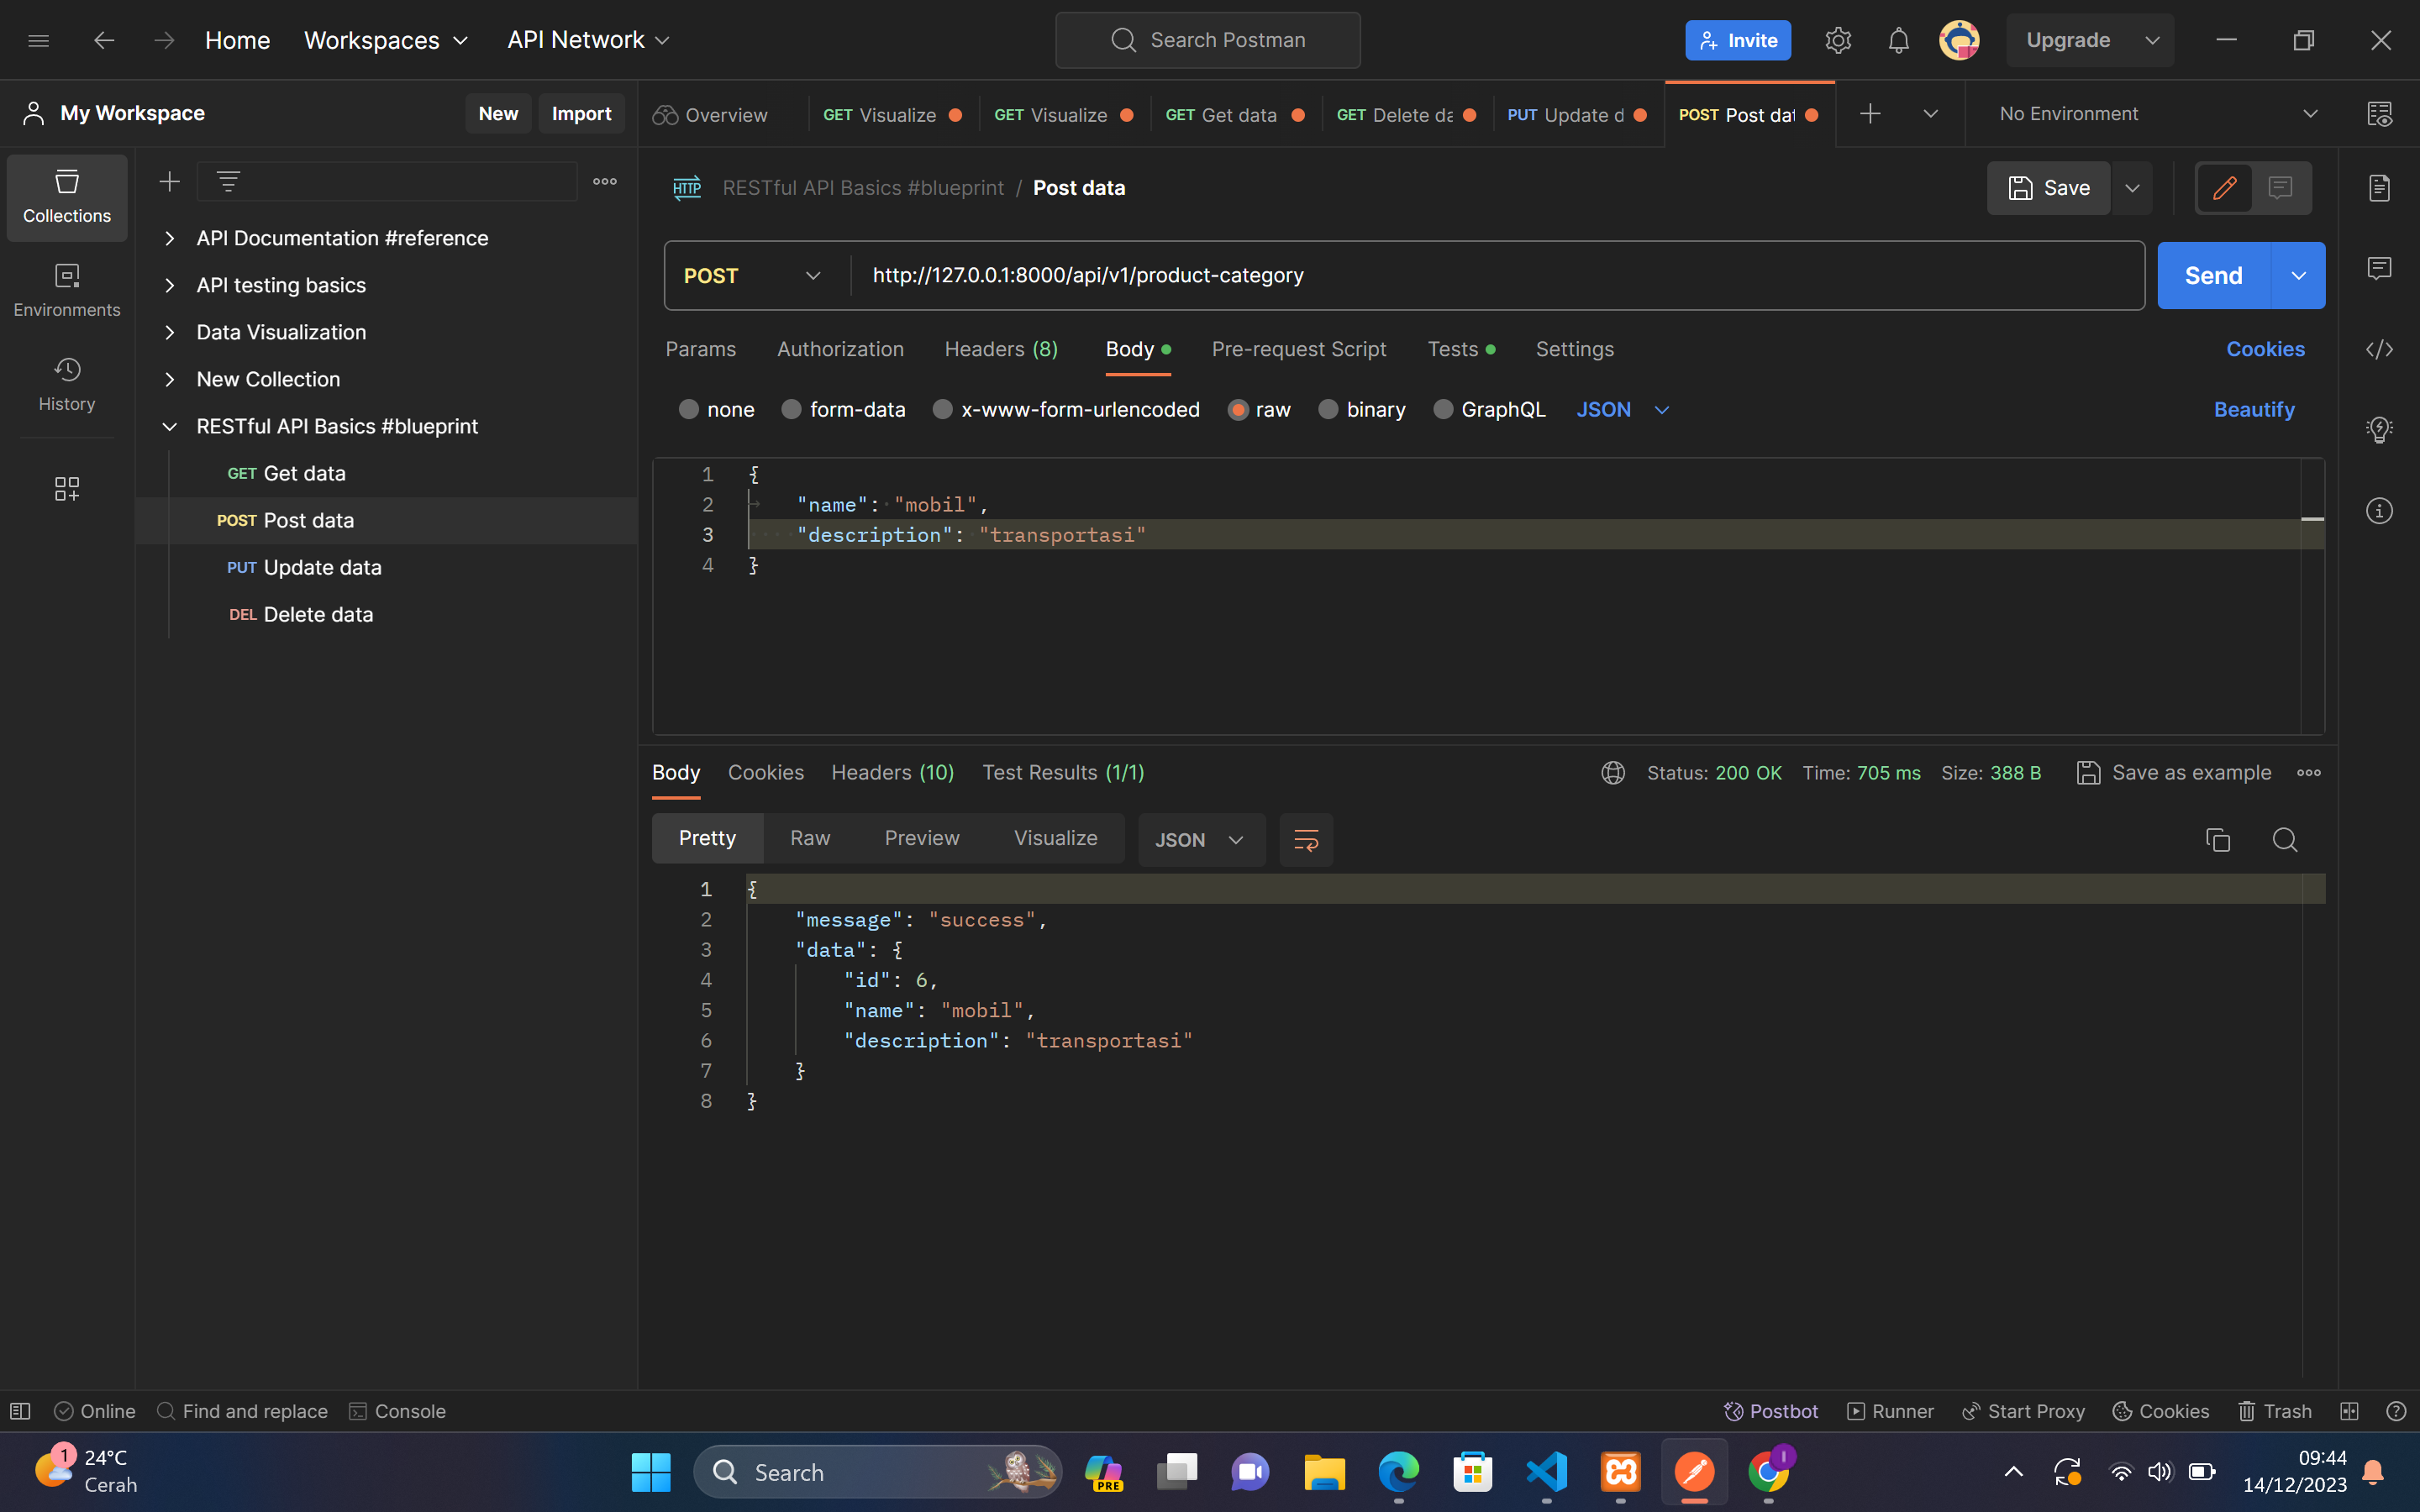 Home Workspaces API Network Search Postman Invite Upgrade
My Workspace New Import Overview GET Visualize GET Visualize GET Get data GET Delete da PUT Update d POST Post dat No Environment
Collections
Environments
History
API Documentation #reference
API testing basics
Data Visualization
New Collection
RESTful API Basics #blueprint
GET Get data
POST Post data
PUT Update data
DEL Delete data
HTTP RESTful API Basics #blueprint / Post data Save
POST http://127.0.0.1:8000/api/v1/product-category Send
Params Authorization Headers (8) Body Pre-request Script Tests Settings Cookies
none form-data x-www-form-urlencoded raw binary GraphQL JSON Beautify
1 {
2 "name": "mobil",
3 "description": "transportasi"
4 }
Body Cookies Headers (10) Test Results (1/1) Status: 200 OK Time: 705 ms Size: 388 B Save as example
Pretty Raw Preview Visualize JSON
1 {
2 "message": "success",
3 "data": {
4 "id": 6,
5 "name": "mobil",
6 "description": "transportasi"
7 }
8 }
Online Find and replace Console Postbot Runner Start Proxy Cookies Trash
1 24°C
Cerah
Search
PRE
I
09:44
14/12/2023